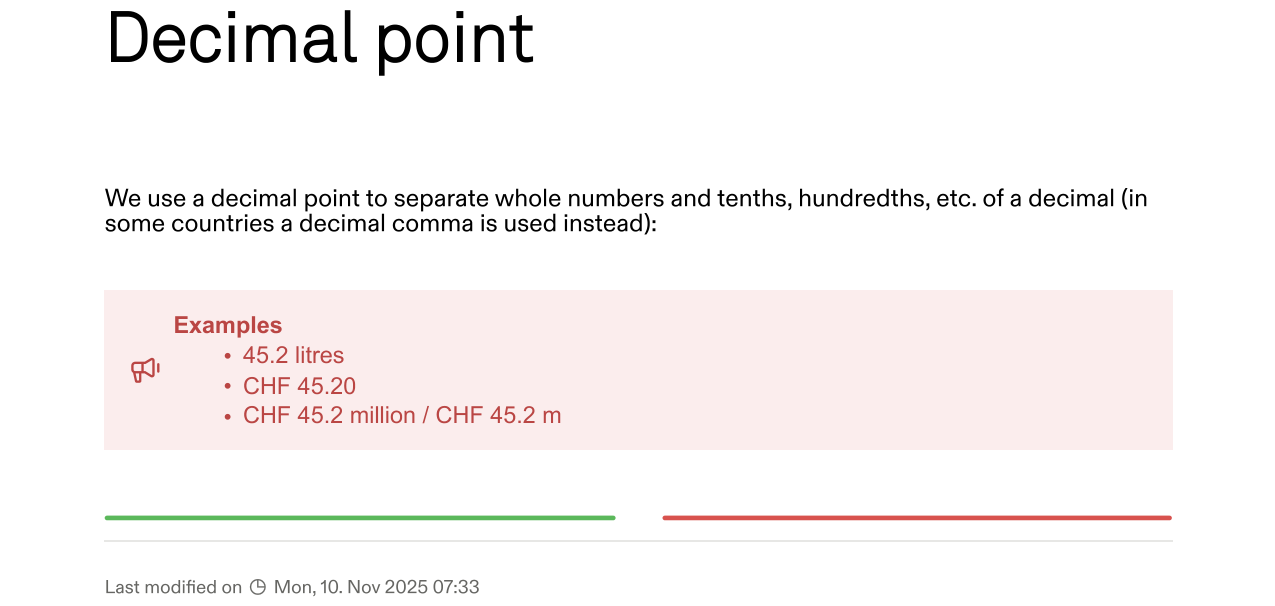 Decimal point
We use a decimal point to separate whole numbers and tenths, hundredths, etc. of a decimal (in
some countries a decimal comma is used instead):
Examples
• 45.2 litres
• CHF 45.20
• CHF 45.2 million / CHF 45.2 m
Last modified on Mon, 10. Nov 2025 07:33